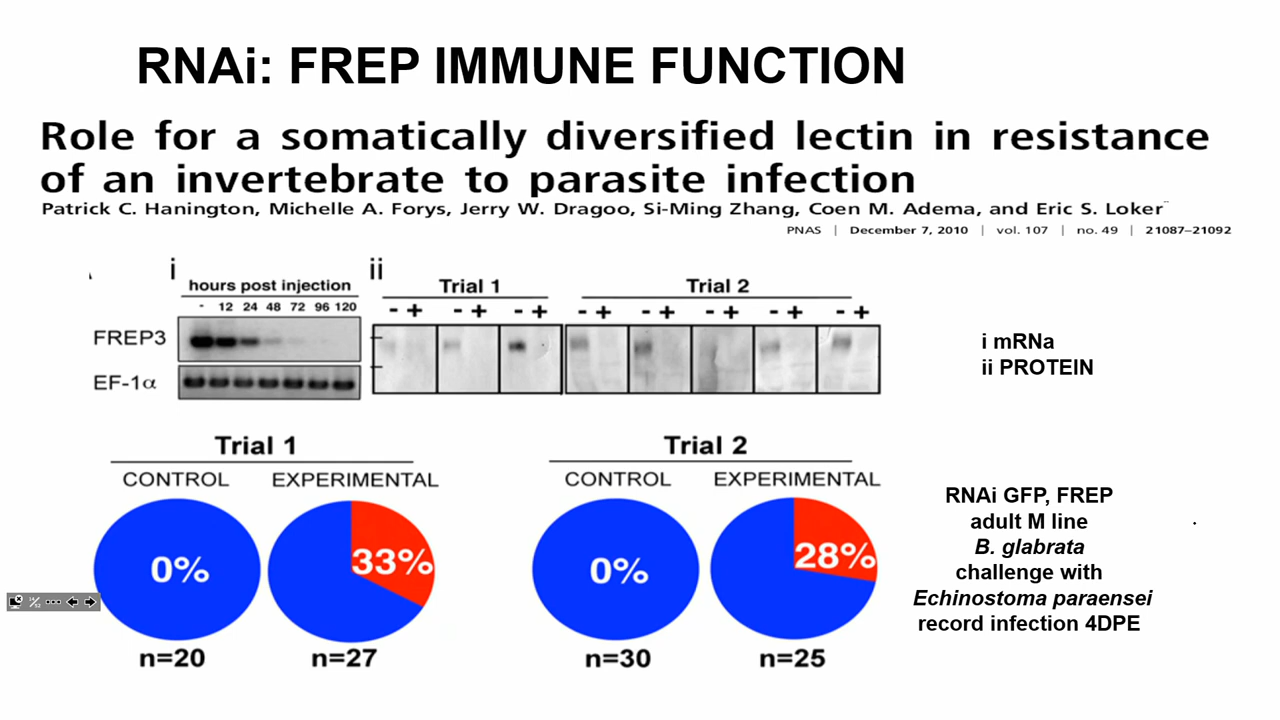 RNAi: FREP IMMUNE FUNCTION
Role for a somatically diversified lectin in resistance
of an invertebrate to parasite infection
Patrick C. Hanington, Michelle A. Forys, Jerry W. Dragoo, Si-Ming Zhang, Coen M. Adema, and Eric S. Loker
PNAS | December 7, 2010 | vol. 107 | no. 49 | 21087–21092
i
hours post injection
- 12 24 48 72 96 120
FREP3
EF-1α
ii
Trial 1
Trial 2
- + - + - + - + - + - + - + - +
i mRNa
ii PROTEIN
Trial 1
CONTROL EXPERIMENTAL
0% 33%
n=20 n=27
Trial 2
CONTROL EXPERIMENTAL
0% 28%
n=30 n=25
RNAi GFP, FREP
adult M line
B. glabrata
challenge with
Echinostoma paraensei
record infection 4DPE